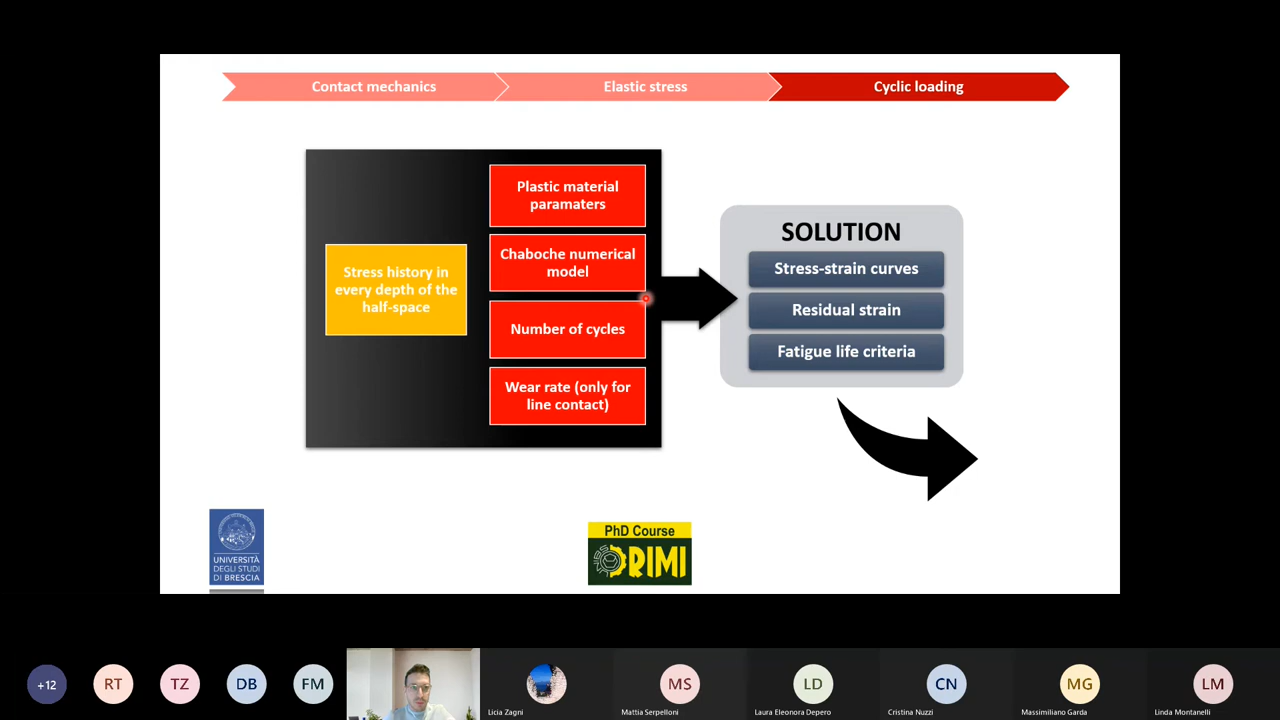 Contact mechanics
Elastic stress
Cyclic loading
Stress history in
every depth of the
half-space
Plastic material
paramaters
Chaboche numerical
model
Number of cycles
Wear rate (only for
line contact)
SOLUTION
Stress-strain curves
Residual strain
Fatigue life criteria
UNIVERSITÀ
DEGLI STUDI
DI BRESCIA
PhD Course
DRIMI
+12
RT
TZ
DB
FM
Licia Zagni
MS
Mattia Serpelloni
LD
Laura Eleonora Depero
CN
Cristina Nuzzi
MG
Massimiliano Garda
LM
Linda Montanelli